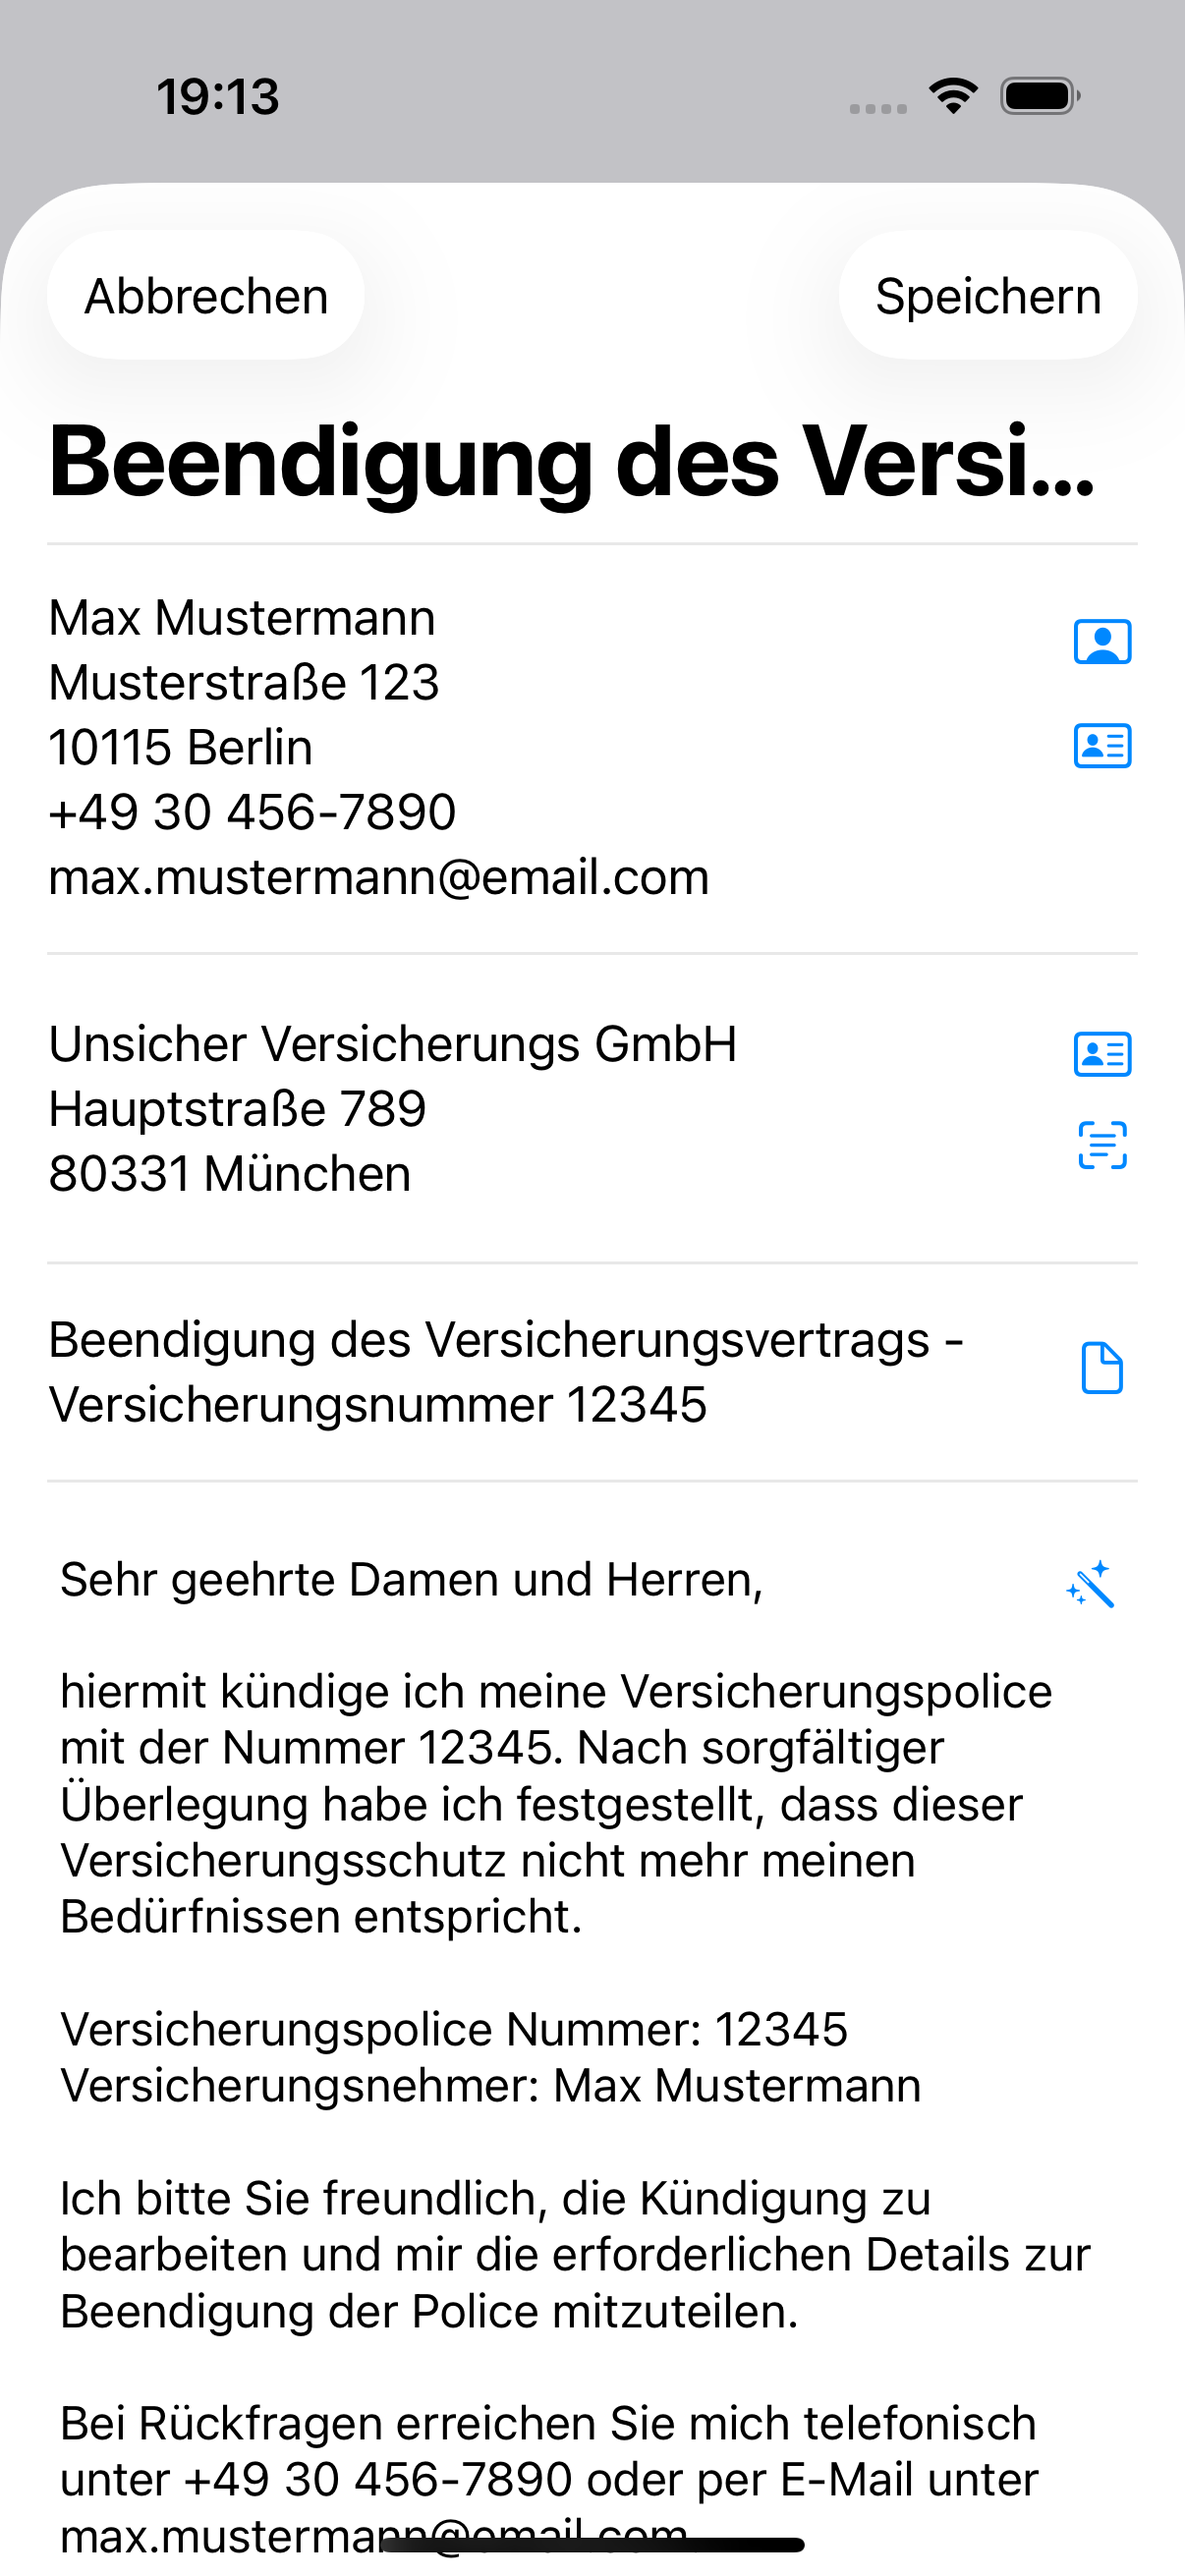 19:13
Abbrechen
Speichern
Beendigung des Versi...
Max Mustermann
Musterstraße 123
10115 Berlin
+49 30 456-7890
max.mustermann@email.com
Unsicher Versicherungs GmbH
Hauptstraße 789
80331 München
Beendigung des Versicherungsvertrags -
Versicherungsnummer 12345
Sehr geehrte Damen und Herren,
hiermit kündige ich meine Versicherungspolice
mit der Nummer 12345. Nach sorgfältiger
Überlegung habe ich festgestellt, dass dieser
Versicherungsschutz nicht mehr meinen
Bedürfnissen entspricht.
Versicherungspolice Nummer: 12345
Versicherungsnehmer: Max Mustermann
Ich bitte Sie freundlich, die Kündigung zu
bearbeiten und mir die erforderlichen Details zur
Beendigung der Police mitzuteilen.
Bei Rückfragen erreichen Sie mich telefonisch
unter +49 30 456-7890 oder per E-Mail unter
max.mustermann@email.com